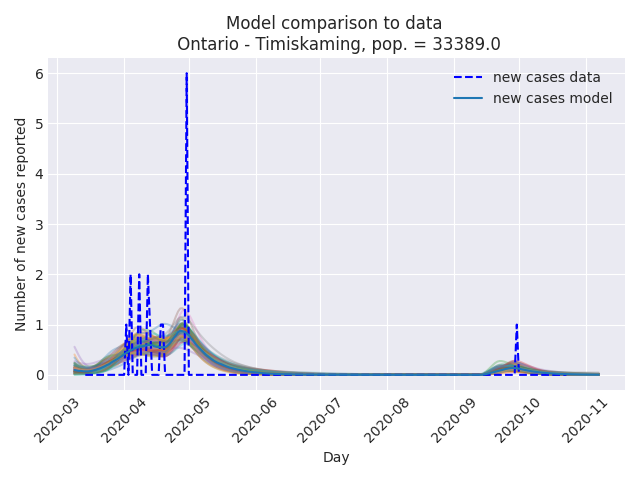 Model comparison to data
Ontario - Timiskaming, pop. = 33389.0
new cases data
new cases model
Number of new cases reported
6
5
4
3
2
1
0
2020-03
2020-04
2020-05
2020-06
2020-07
2020-08
2020-09
2020-10
2020-11
Day